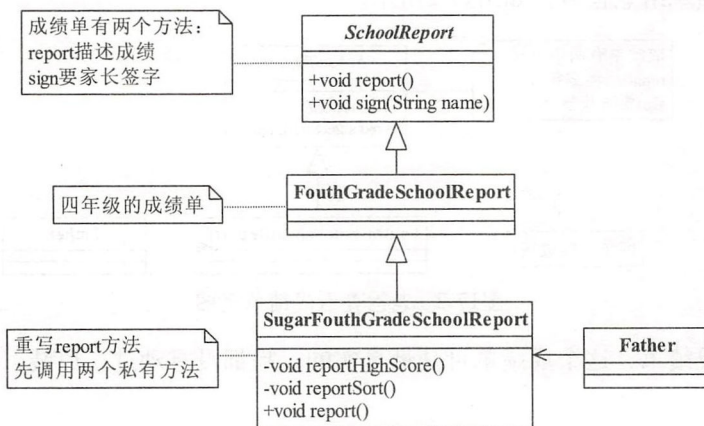 成绩单有两个方法：
report描述成绩
sign要家长签字
SchoolReport
+void report()
+void sign(String name)
四年级的成绩单
FouthGradeSchoolReport
重写report方法
先调用两个私有方法
SugarFouthGradeSchoolReport
-void reportHighScore()
-void reportSort()
+void report()
Father